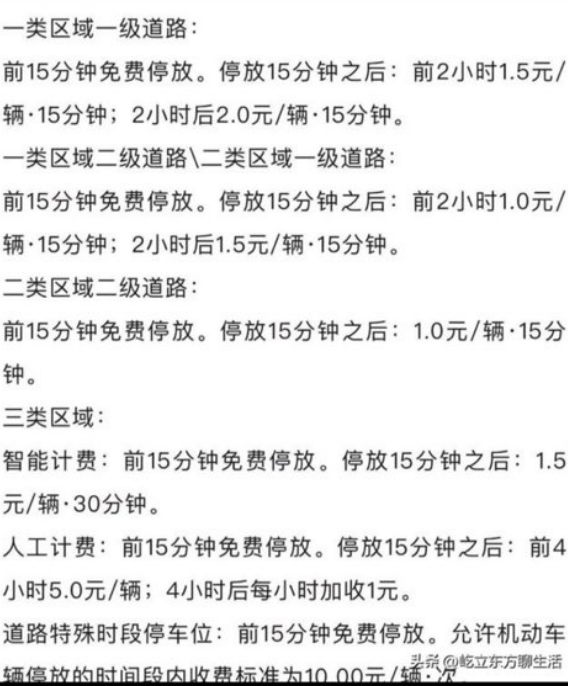 一类区域一级道路：
前15分钟免费停放。停放15分钟之后：前2小时1.5元/
辆·15分钟；2小时后2.0元/辆·15分钟。
一类区域二级道路\二类区域一级道路：
前15分钟免费停放。停放15分钟之后：前2小时1.0元/
辆·15分钟；2小时后1.5元/辆·15分钟。
二类区域二级道路：
前15分钟免费停放。停放15分钟之后：1.0元/辆·15分
钟。
三类区域：
智能计费：前15分钟免费停放。停放15分钟之后：1.5
元/辆·30分钟。
人工计费：前15分钟免费停放。停放15分钟之后：前4
小时5.0元/辆；4小时后每小时加收1元。
道路特殊时段停车位：前15分钟免费停放。允许机动车
辆停放的时间段内收费标准为10.00元/辆·次
头条 @屹立东方聊生活